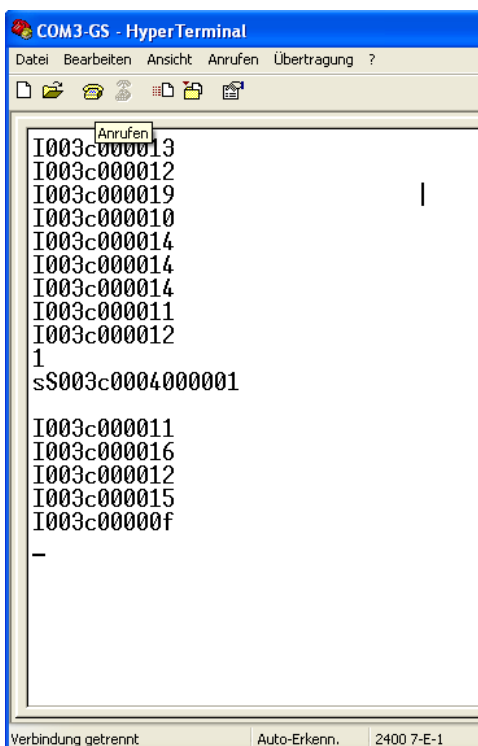 COM3-GS - HyperTerminal
Datei Bearbeiten Ansicht Anrufen Übertragung ?
Anrufen
I003c000013
I003c000012
I003c000019
I003c000010
I003c000014
I003c000014
I003c000014
I003c000011
I003c000012
1
sS003c0004000001
I003c000011
I003c000016
I003c000012
I003c000015
I003c00000f
_
Verbindung getrennt Auto-Erkenn. 2400 7-E-1